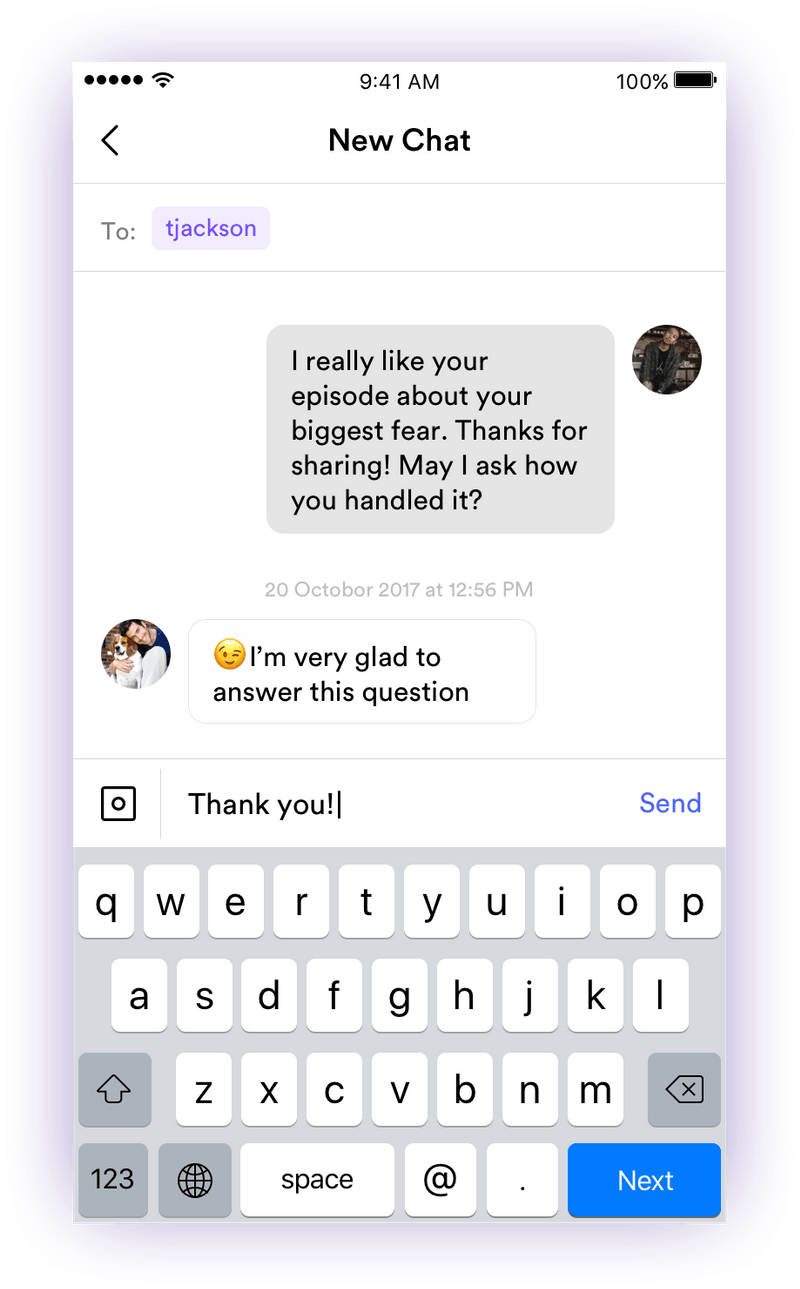 9:41 AM 100%
New Chat
To: tjackson
I really like your
episode about your
biggest fear. Thanks for
sharing! May I ask how
you handled it?
20 Octobor 2017 at 12:56 PM
😉I’m very glad to
answer this question
Thank you! Send
q w e r t y u i o p
a s d f g h j k l
z x c v b n m
123 space @ . Next